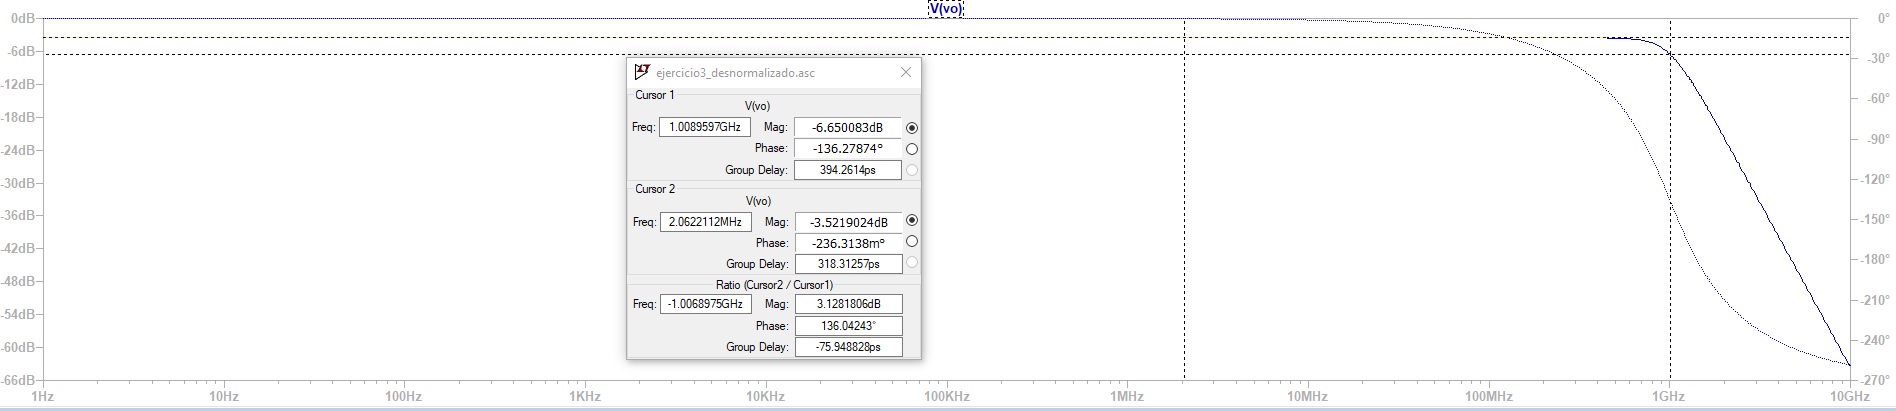 V(vo)
0dB
-6dB
-12dB
-18dB
-24dB
-30dB
-36dB
-42dB
-48dB
-54dB
-60dB
-66dB
ejercicio3_desnormalizado.asc
Cursor 1
V(vo)
Freq: 1.0089597GHz Mag: -6.650083dB
Phase: -136.27874°
Group Delay: 394.2614ps
Cursor 2
V(vo)
Freq: 2.0622112MHz Mag: -3.5219024dB
Phase: -236.3138m°
Group Delay: 318.31257ps
Ratio (Cursor2 / Cursor1)
Freq: -1.0068975GHz Mag: 3.1281806dB
Phase: 136.04243°
Group Delay: -75.948828ps
0°
-30°
-60°
-90°
-120°
-150°
-180°
-210°
-240°
-270°
1Hz 10Hz 100Hz 1KHz 10KHz 100KHz 1MHz 10MHz 100MHz 1GHz 10GHz